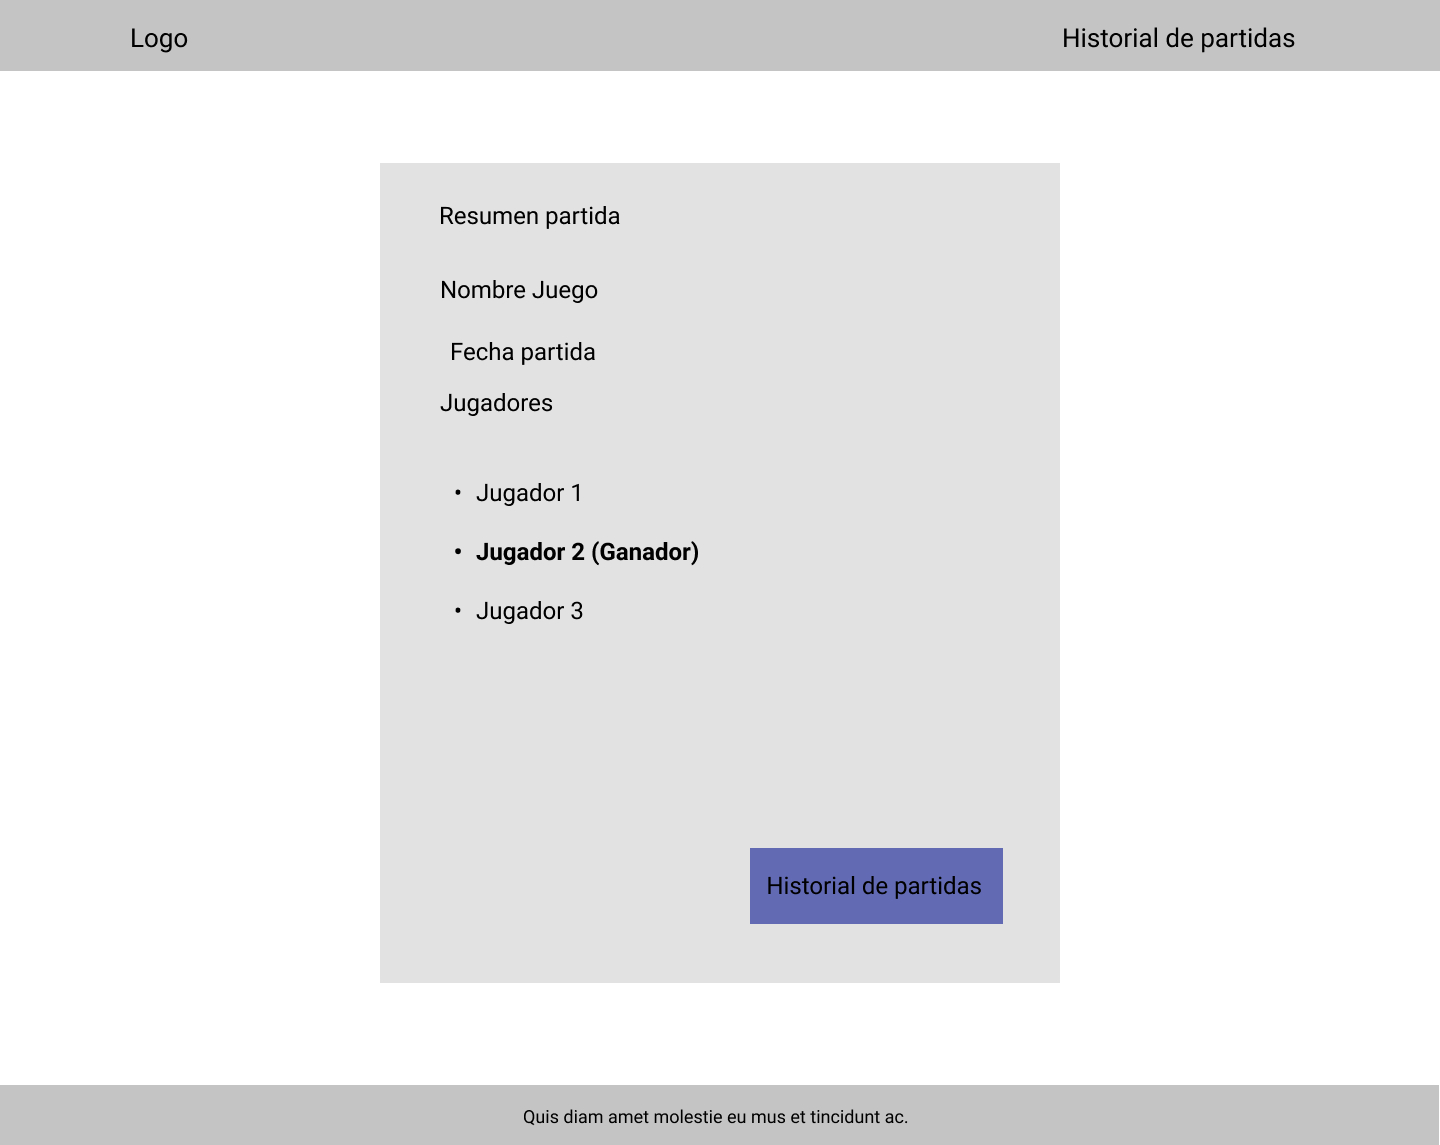 Logo
Historial de partidas
Resumen partida
Nombre Juego
Fecha partida
Jugadores
• Jugador 1
• Jugador 2 (Ganador)
• Jugador 3
Historial de partidas
Quis diam amet molestie eu mus et tincidunt ac.